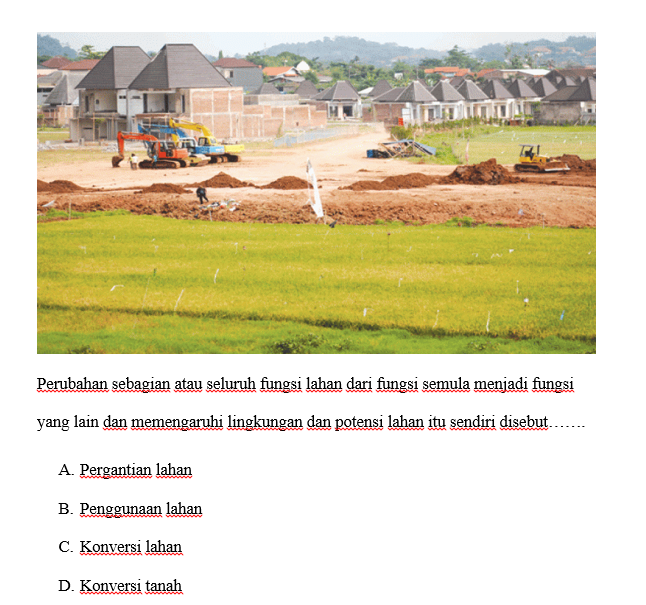 Perubahan sebagian atau seluruh fungsi lahan dari fungsi semula menjadi fungsi
yang lain dan memengaruhi lingkungan dan potensi lahan itu sendiri disebut…….
A. Pergantian lahan
B. Penggunaan lahan
C. Konversi lahan
D. Konversi tanah